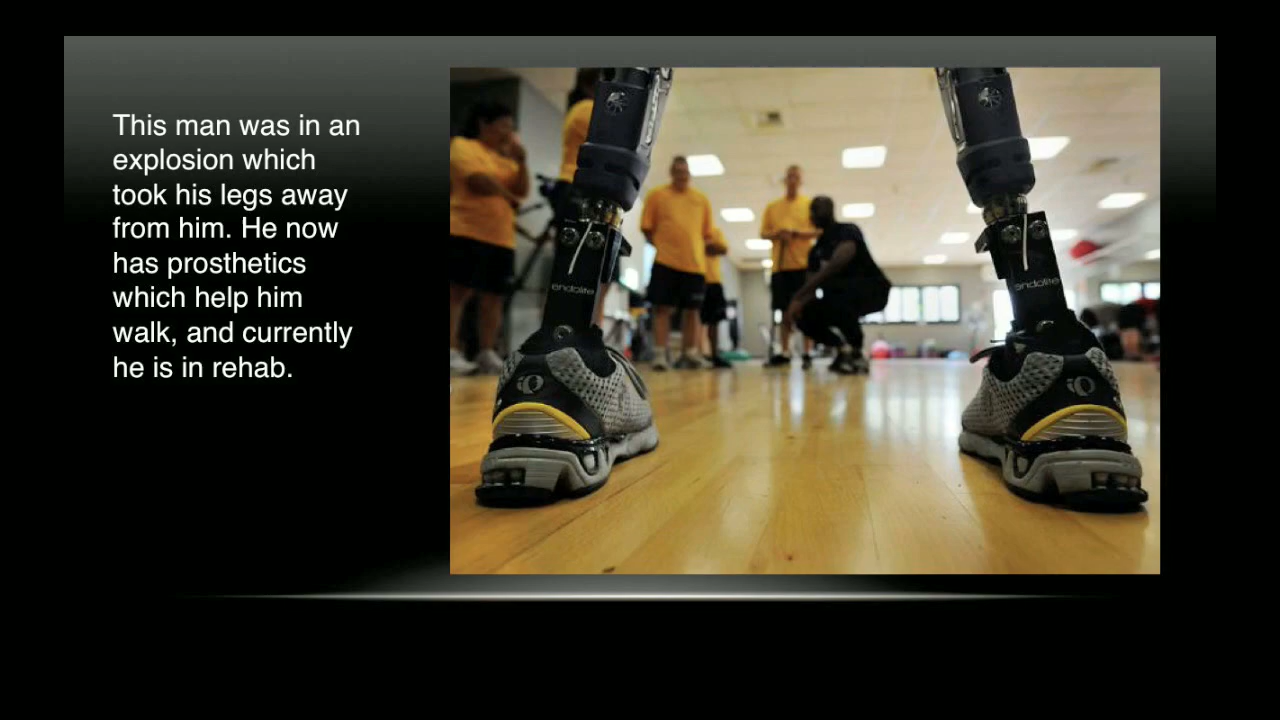 This man was in an
explosion which
took his legs away
from him. He now
has prosthetics
which help him
walk, and currently
he is in rehab.
endolite
endolite